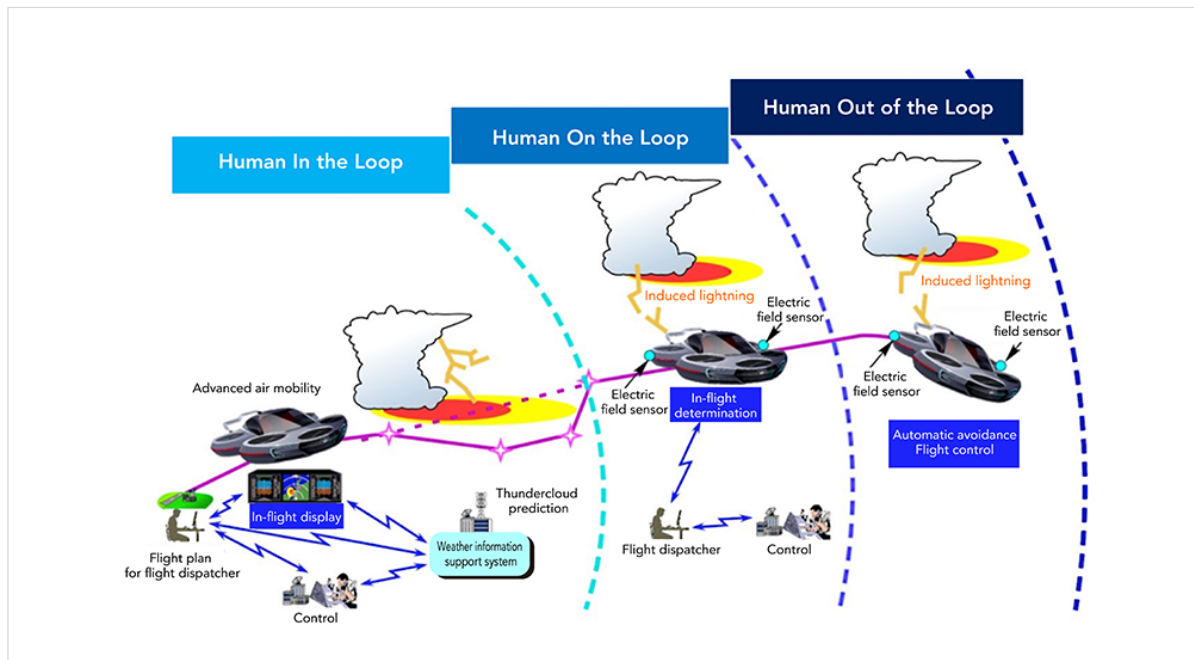 Human In the Loop
Human On the Loop
Human Out of the Loop
Advanced air mobility
In-flight display
Flight plan
for flight dispatcher
Control
Thundercloud
prediction
Weather information
support system
Induced lightning
Electric
field sensor
Electric
field sensor
In-flight
determination
Flight dispatcher
Control
Induced lightning
Electric
field sensor
Electric
field sensor
Automatic avoidance
Flight control